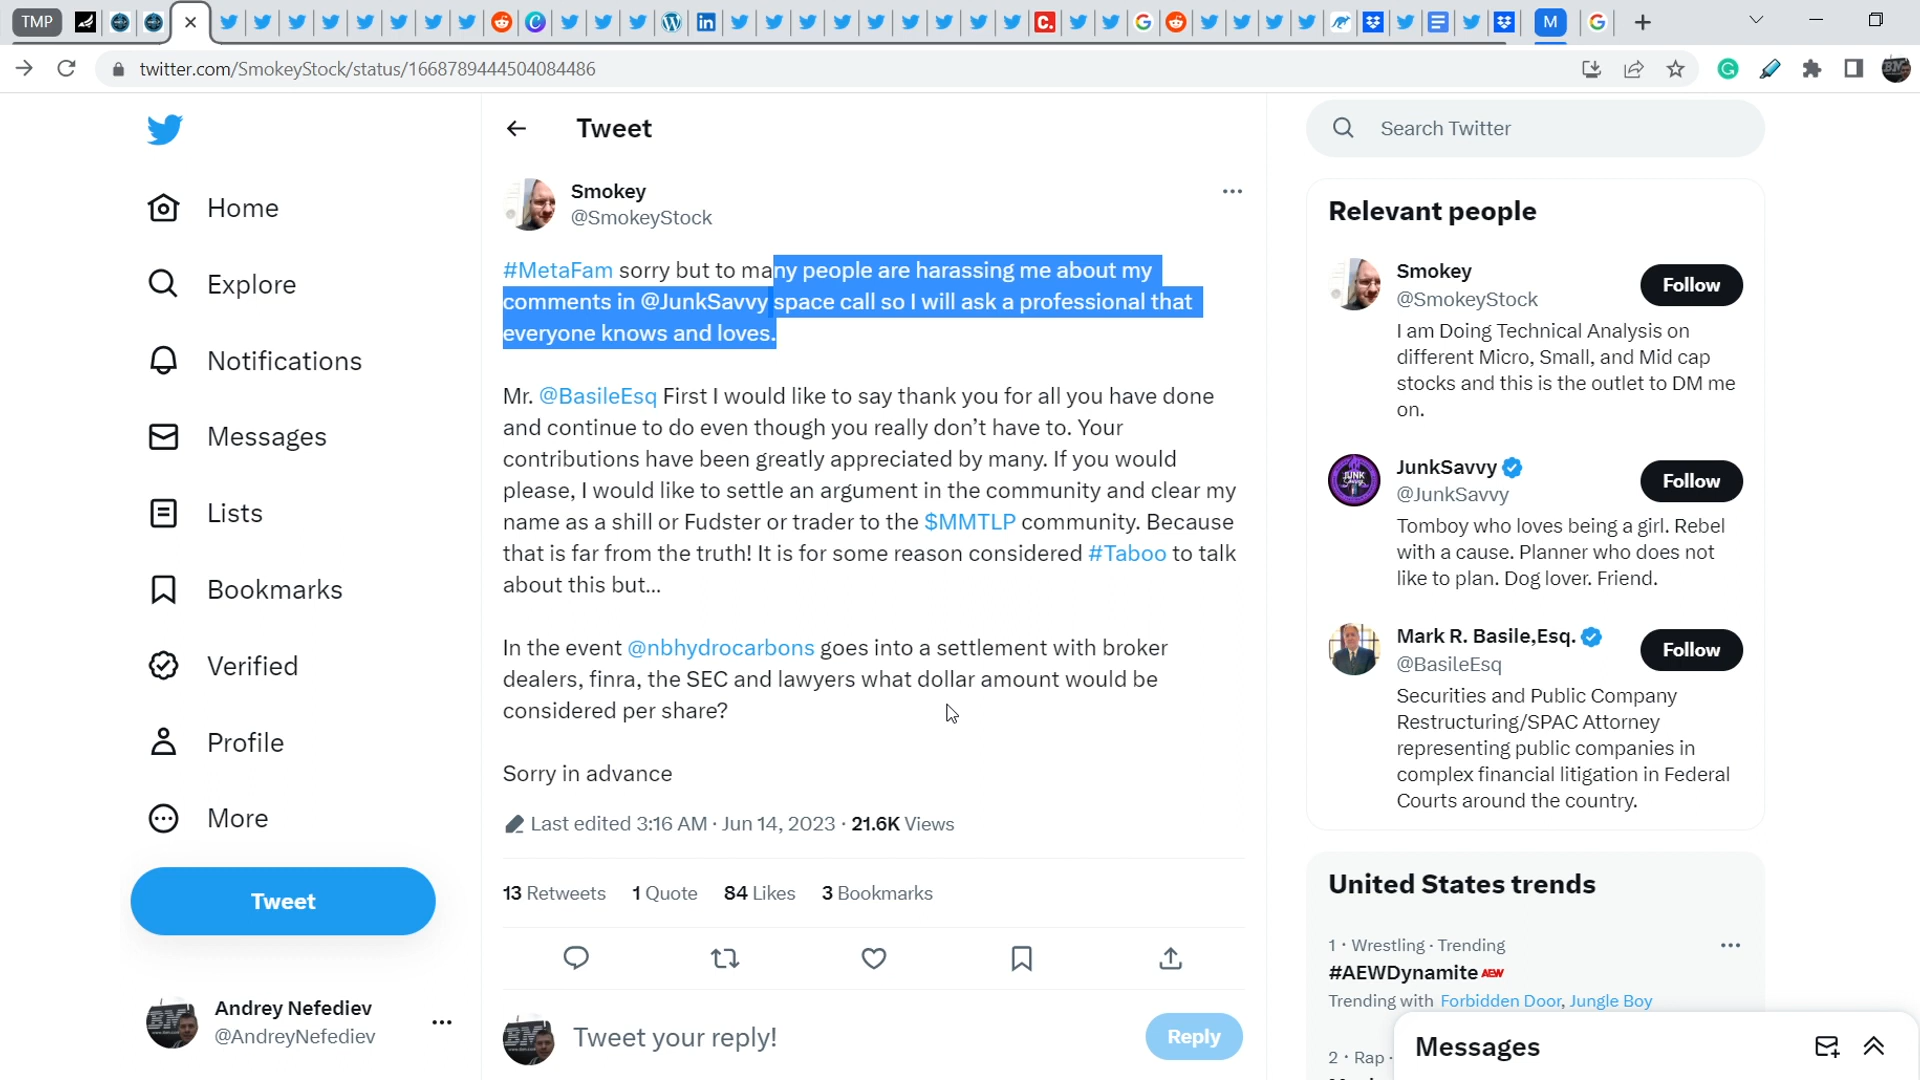 TMP
M
twitter.com/SmokeyStock/status/1668789444504084486
Home
Explore
Notifications
Messages
Lists
Bookmarks
Verified
Profile
More
Tweet
Andrey Nefediev
@AndreyNefediev
Tweet
Smokey
@SmokeyStock
#MetaFam sorry but to many people are harassing me about my
comments in @JunkSavvy space call so I will ask a professional that
everyone knows and loves.
Mr. @BasileEsq First I would like to say thank you for all you have done
and continue to do even though you really don’t have to. Your
contributions have been greatly appreciated by many. If you would
please, I would like to settle an argument in the community and clear my
name as a shill or Fudster or trader to the $MMTLP community. Because
that is far from the truth! It is for some reason considered #Taboo to talk
about this but...
In the event @nbhydrocarbons goes into a settlement with broker
dealers, finra, the SEC and lawyers what dollar amount would be
considered per share?
Sorry in advance
Last edited 3:16 AM · Jun 14, 2023 · 21.6K Views
13 Retweets 1 Quote 84 Likes 3 Bookmarks
Tweet your reply!
Reply
Search Twitter
Relevant people
Smokey
@SmokeyStock
Follow
I am Doing Technical Analysis on
different Micro, Small, and Mid cap
stocks and this is the outlet to DM me
on.
JunkSavvy
@JunkSavvy
Follow
Tomboy who loves being a girl. Rebel
with a cause. Planner who does not
like to plan. Dog lover. Friend.
Mark R. Basile,Esq.
@BasileEsq
Follow
Securities and Public Company
Restructuring/SPAC Attorney
representing public companies in
complex financial litigation in Federal
Courts around the country.
United States trends
1 · Wrestling · Trending
#AEWDynamite AEW
Trending with Forbidden Door, Jungle Boy
2 · Rap ·
Messages